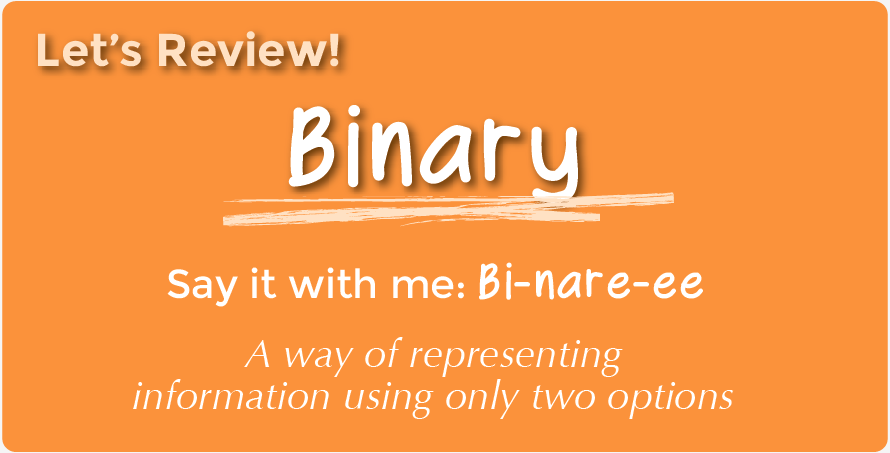 Let's Review!
Binary
Say it with me: Bi-nare-ee
A way of representing
information using only two options